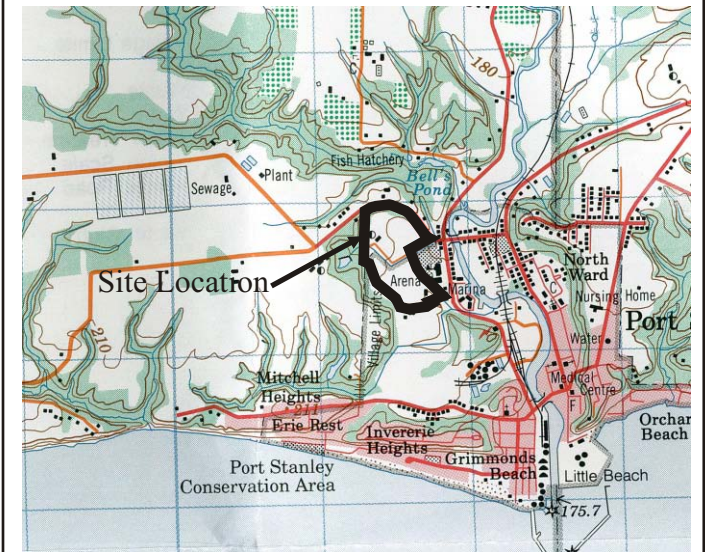 180
Fish Hatchery
Bell's
Pond
Plant
Sewage
Site Location
North
Ward
Arena
Marina
Nursing Home
Village Limits
Port
Water
210
Mitchell
Heights
211
Medical
Centre
Erie Rest
F
Invererie
Heights
Orchar
Beach
Grimmonds
Beach
Port Stanley
Conservation Area
Little Beach
175.7